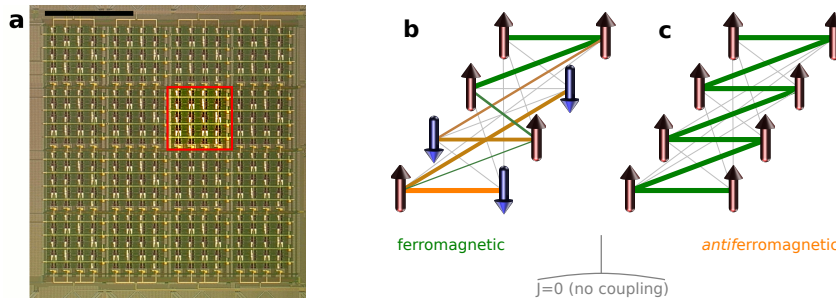 a
b
c
ferromagnetic
antiferromagnetic
J=0 (no coupling)